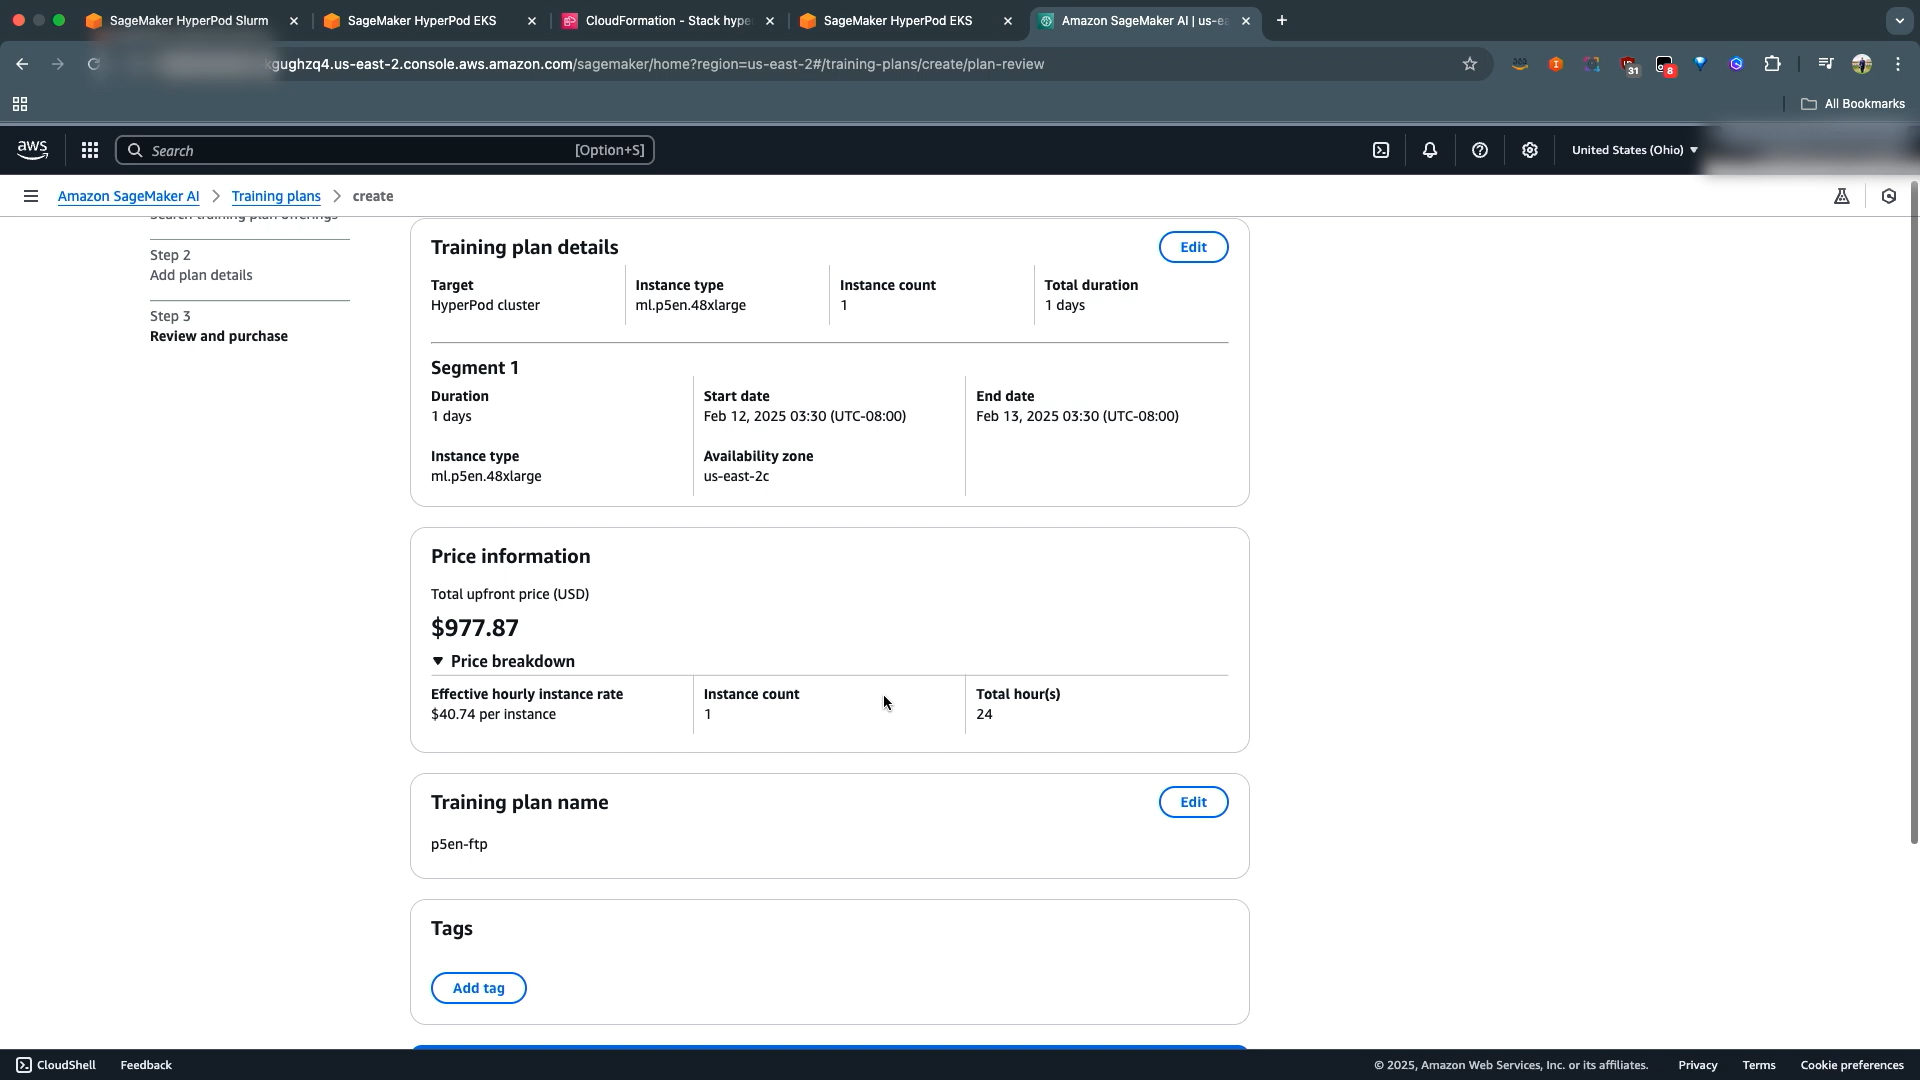 SageMaker HyperPod Slurm
SageMaker HyperPod EKS
CloudFormation - Stack hype
SageMaker HyperPod EKS
Amazon SageMaker AI | us-ea
gughzq4.us-east-2.console.aws.amazon.com/sagemaker/home?region=us-east-2#/training-plans/create/plan-review
31
8
All Bookmarks
aws
Search
[Option+S]
United States (Ohio)
Amazon SageMaker AI
Training plans
create
Search training plan offerings
Step 2
Add plan details
Step 3
Review and purchase
Training plan details
Edit
Target
HyperPod cluster
Instance type
ml.p5en.48xlarge
Instance count
1
Total duration
1 days
Segment 1
Duration
1 days
Start date
Feb 12, 2025 03:30 (UTC-08:00)
End date
Feb 13, 2025 03:30 (UTC-08:00)
Instance type
ml.p5en.48xlarge
Availability zone
us-east-2c
Price information
Total upfront price (USD)
$977.87
Price breakdown
Effective hourly instance rate
$40.74 per instance
Instance count
1
Total hour(s)
24
Training plan name
Edit
p5en-ftp
Tags
Add tag
CloudShell
Feedback
© 2025, Amazon Web Services, Inc. or its affiliates.
Privacy
Terms
Cookie preferences